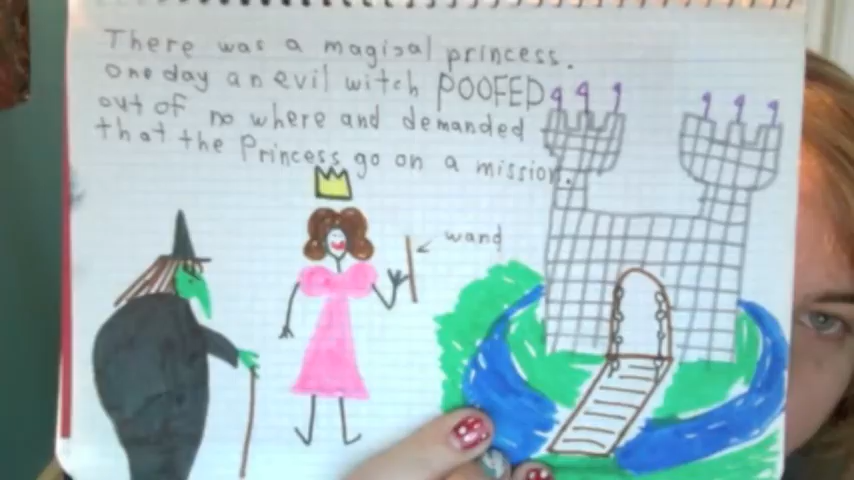 There was a magical princess.
one day an evil witch POOFED
out of no where and demanded
that the Princess go on a mission.
wand